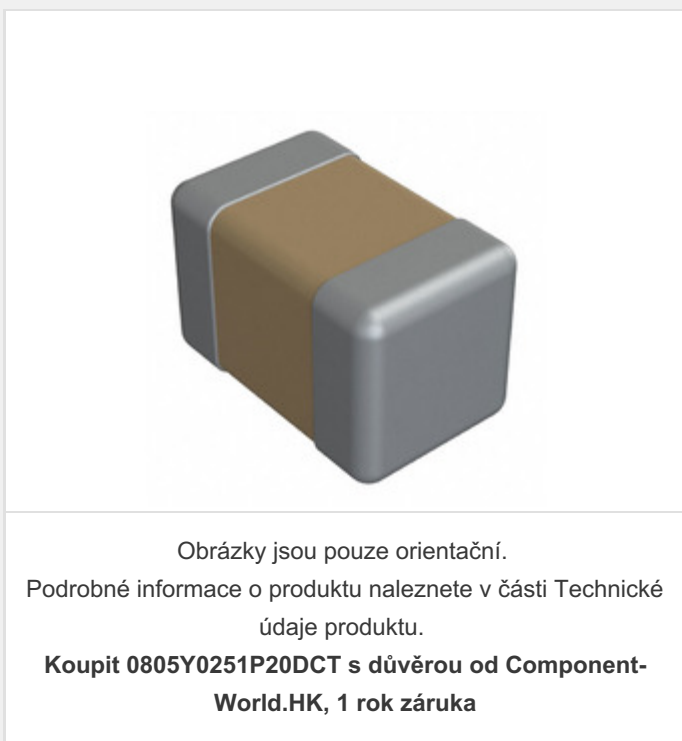 Obrázky jsou pouze orientační.
Podrobné informace o produktu naleznete v části Technické
údaje produktu.
Koupit 0805Y0251P20DCT s důvěrou od Component-
World.HK, 1 rok záruka